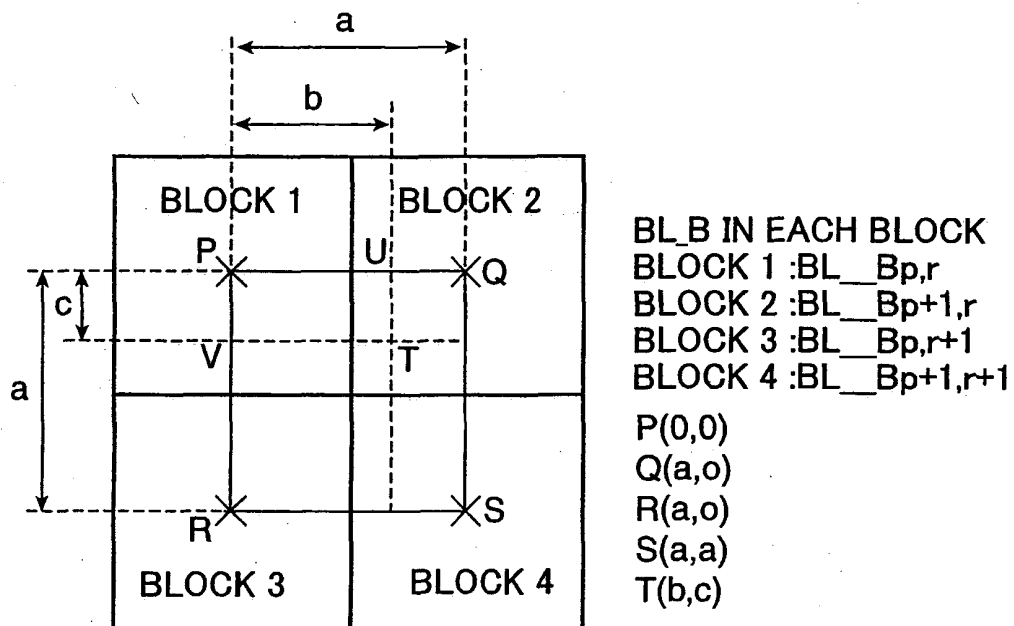 a
b
BLOCK 1 BLOCK 2
P U Q
c
V T
a
R S
BLOCK 3 BLOCK 4
BL_B IN EACH BLOCK
BLOCK 1 :BL__Bp,r
BLOCK 2 :BL__Bp+1,r
BLOCK 3 :BL__Bp,r+1
BLOCK 4 :BL__Bp+1,r+1
P(0,0)
Q(a,o)
R(a,o)
S(a,a)
T(b,c)